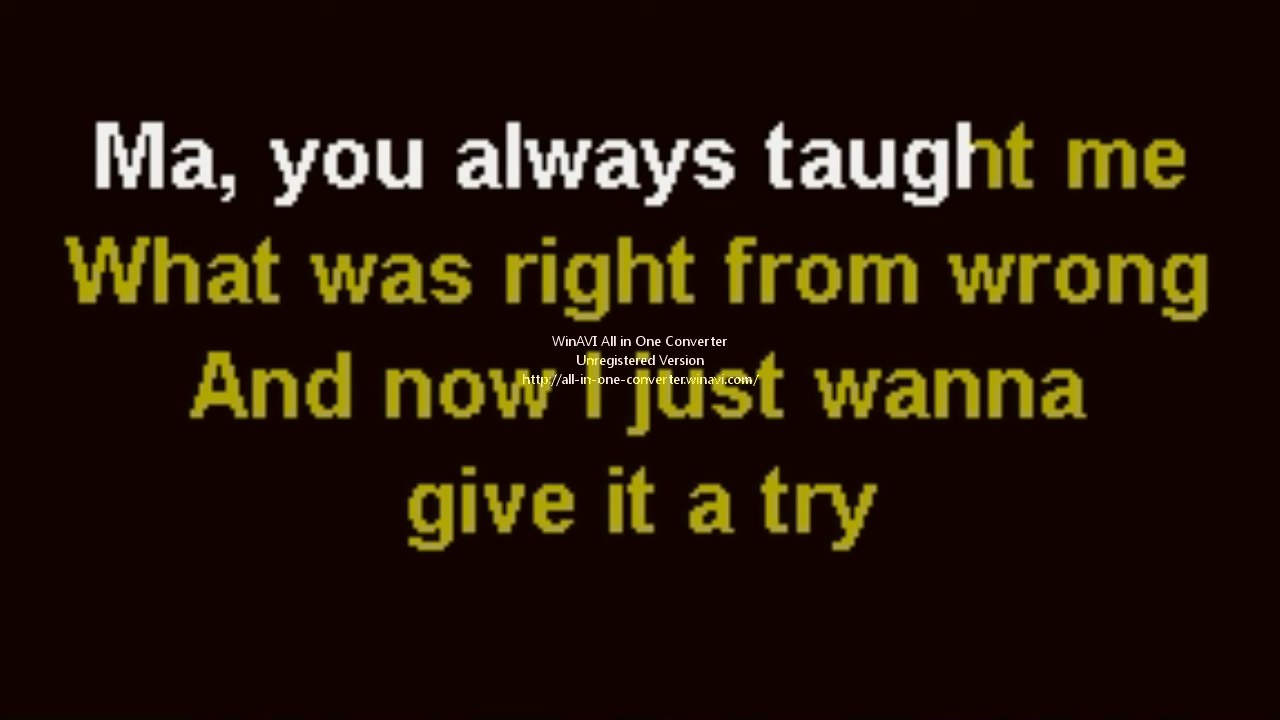 Ma, you always taught me
What was right from wrong
WinAVI All in One Converter
Unregistered Version
http://all-in-one-converter.winavi.com/
And now I just wanna
give it a try